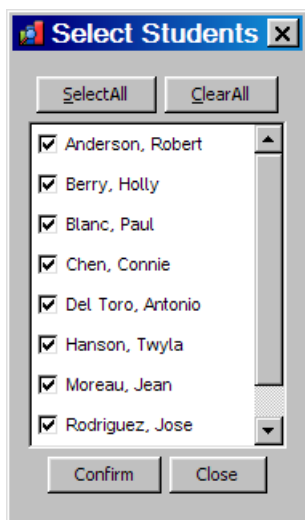 Select Students
SelectAll ClearAll
Anderson, Robert
Berry, Holly
Blanc, Paul
Chen, Connie
Del Toro, Antonio
Hanson, Twyla
Moreau, Jean
Rodriguez, Jose
Confirm Close